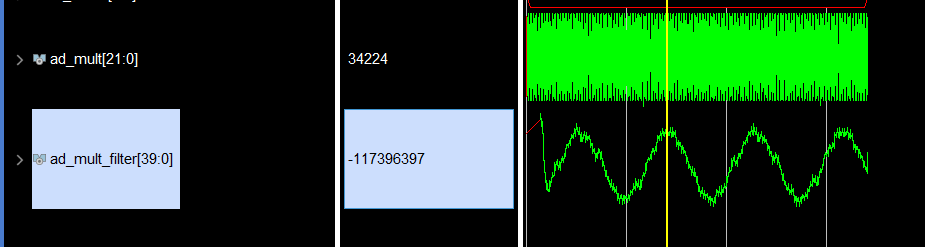 ad_mult[21:0] 34224
ad_mult_filter[39:0] -117396397